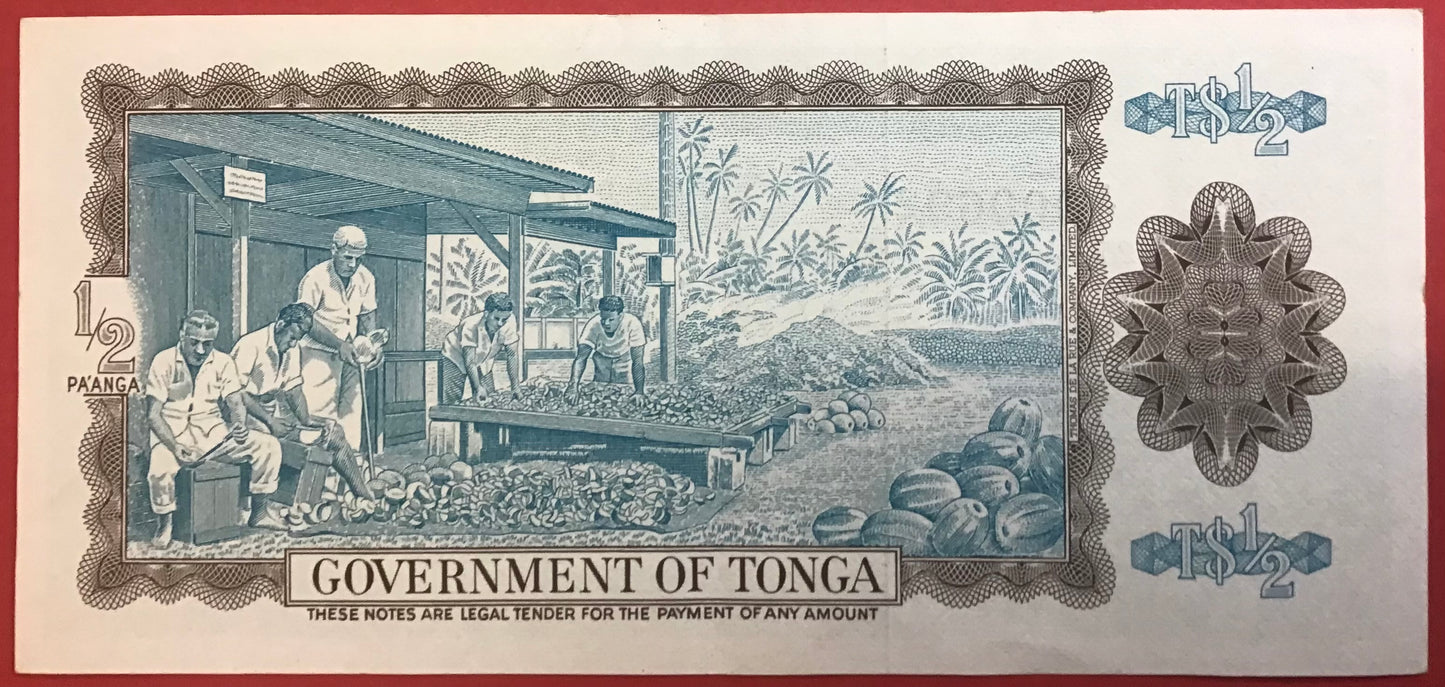 T$½
½
PA'ANGA
THOMAS DE LA RUE & COMPANY, LIMITED
T$½
GOVERNMENT OF TONGA
THESE NOTES ARE LEGAL TENDER FOR THE PAYMENT OF ANY AMOUNT